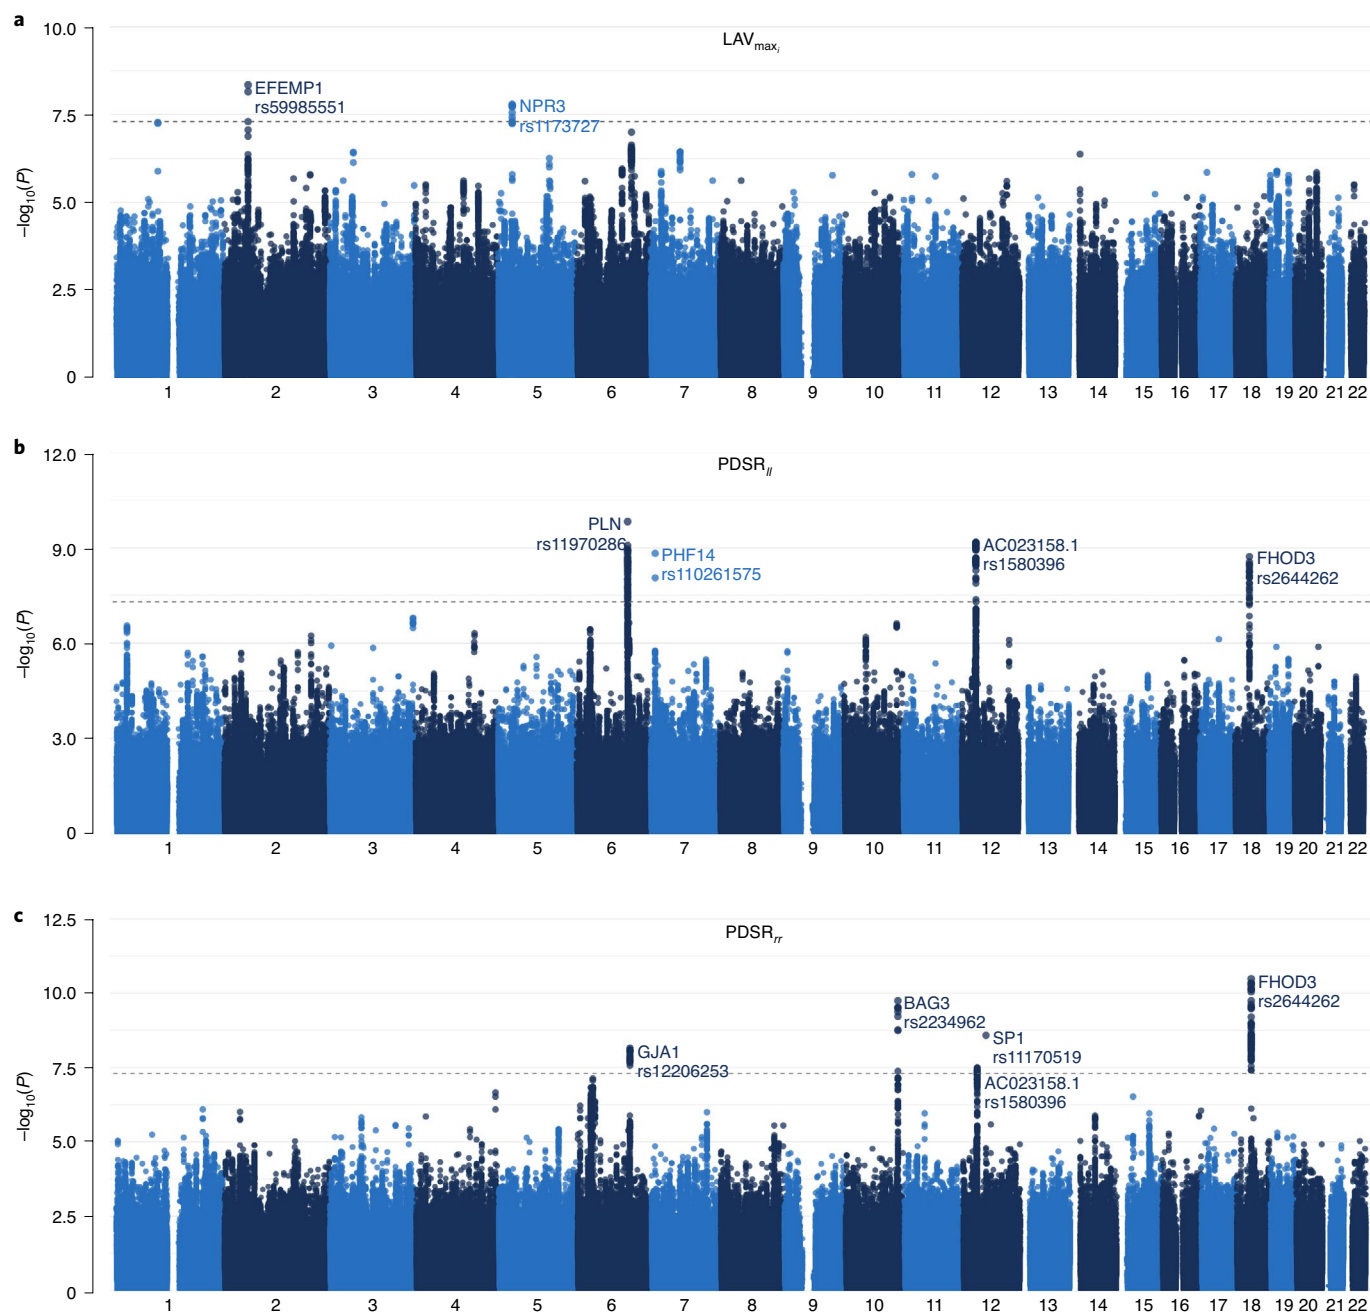 a
LAVmaxi
10.0
7.5
5.0
2.5
0
–log10(P)
EFEMP1
rs59985551
NPR3
rs1173727
1 2 3 4 5 6 7 8 9 10 11 12 13 14 15 16 17 18 19 20 21 22
b
PDSRll
12.0
9.0
6.0
3.0
0
–log10(P)
PLN
rs11970286
PHF14
rs110261575
AC023158.1
rs1580396
FHOD3
rs2644262
1 2 3 4 5 6 7 8 9 10 11 12 13 14 15 16 17 18 19 20 21 22
c
PDSRrr
12.5
10.0
7.5
5.0
2.5
0
–log10(P)
GJA1
rs12206253
BAG3
rs2234962
SP1
rs11170519
AC023158.1
rs1580396
FHOD3
rs2644262
1 2 3 4 5 6 7 8 9 10 11 12 13 14 15 16 17 18 19 20 21 22